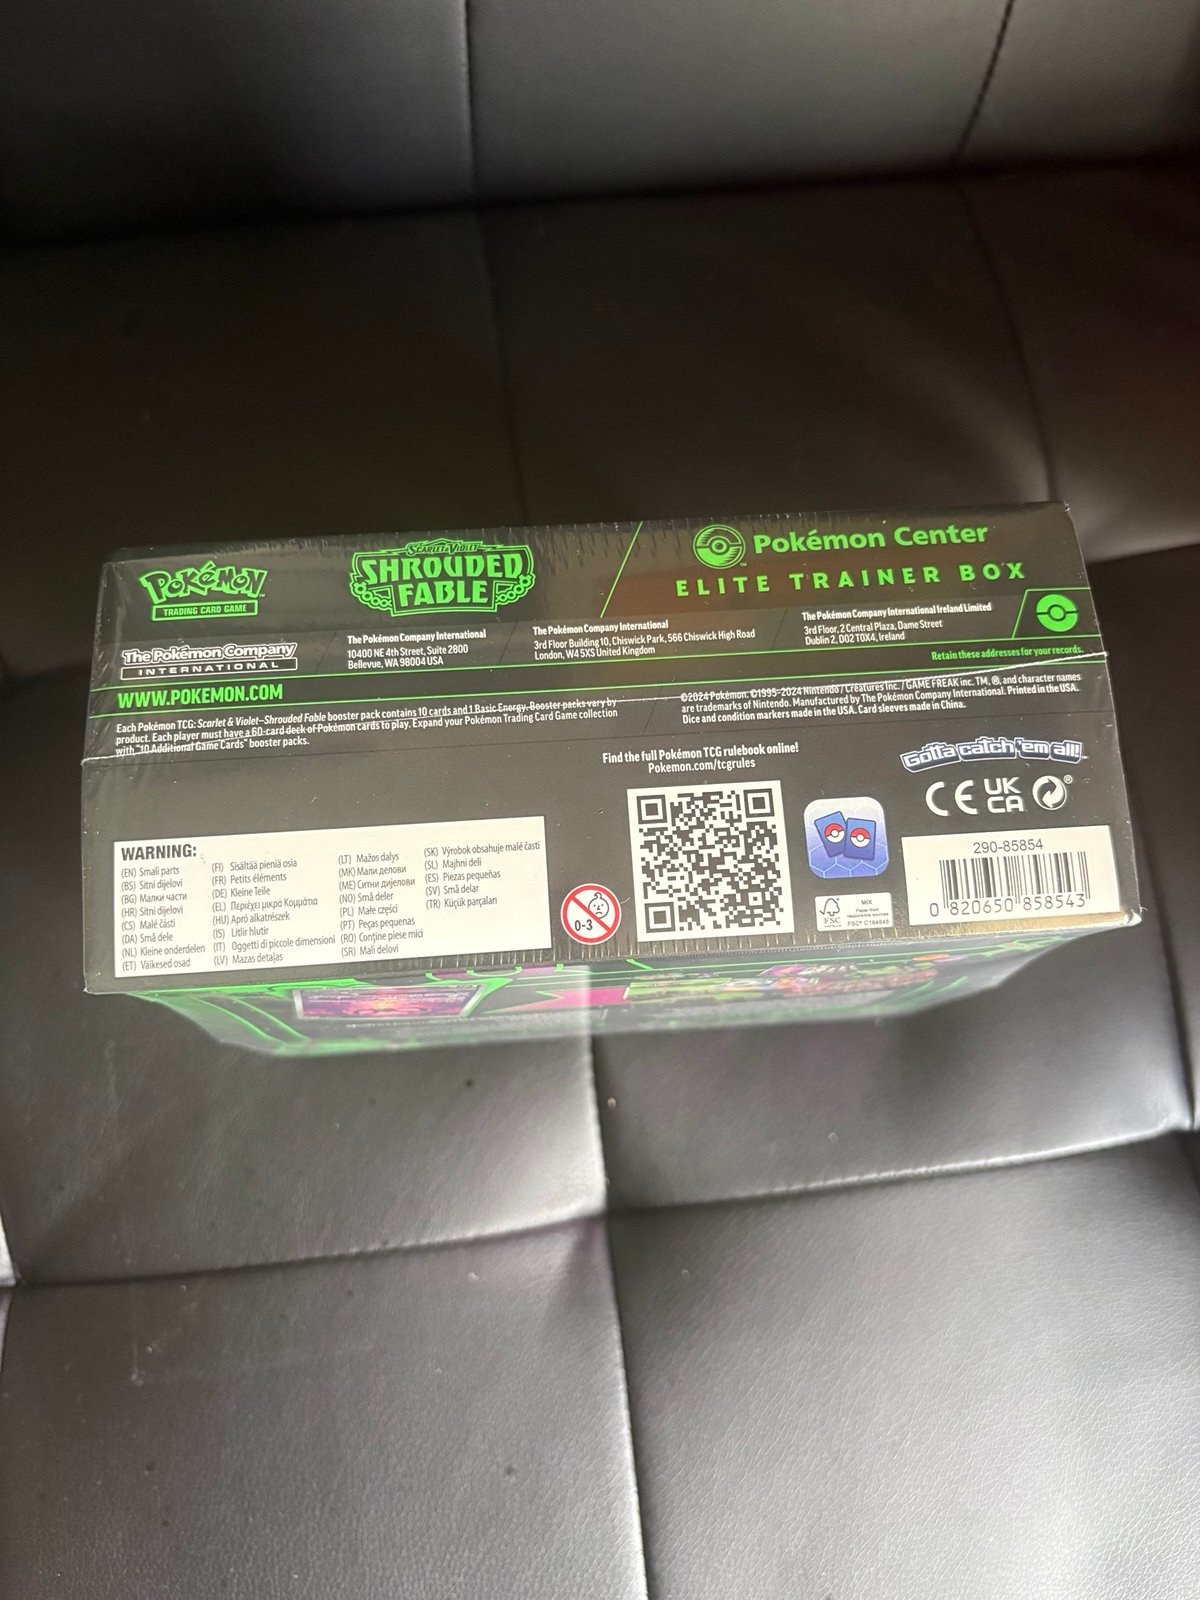 POKéMON
TRADING CARD GAME
SCARLET & VIOLET
SHROUDED
FABLE
Pokémon Center
ELITE TRAINER BOX
The Pokémon Company
INTERNATIONAL
The Pokémon Company International
10400 NE 4th Street, Suite 2800
Bellevue, WA 98004 USA
The Pokémon Company International
3rd Floor Building 10, Chiswick Park, 566 Chiswick High Road
London, W4 5XS United Kingdom
The Pokémon Company International Ireland Limited
3rd Floor, 2 Central Plaza, Dame Street
Dublin 2, D02 T0X4, Ireland
Retain these addresses for your records.
WWW.POKEMON.COM
Each Pokémon TCG: Scarlet & Violet—Shrouded Fable booster pack contains 10 cards and 1 Basic Energy. Booster packs vary by
product. Each player must have a 60-card deck of Pokémon cards to play. Expand your Pokémon Trading Card Game collection
with "10 Additional Game Cards" booster packs.
©2024 Pokémon. ©1995–2024 Nintendo / Creatures Inc. / GAME FREAK inc. TM, ®, and character names
are trademarks of Nintendo. Manufactured by The Pokémon Company International. Printed in the USA.
Dice and condition markers made in the USA. Card sleeves made in China.
Find the full Pokémon TCG rulebook online!
Pokemon.com/tcgrules
Gotta catch 'em all!
CE UK CA ®
WARNING:
(EN) Small parts
(BS) Sitni dijelovi
(BG) Малки части
(HR) Sitni dijelovi
(CS) Malé části
(DA) Små dele
(NL) Kleine onderdelen
(ET) Väikesed osad
(FI) Sisältää pieniä osia
(FR) Petits éléments
(DE) Kleine Teile
(EL) Περιέχει μικρά Κομμάτια
(HU) Apró alkatrészek
(IS) Litlir hlutir
(IT) Oggetti di piccole dimensioni
(LV) Mazas detaļas
(LT) Mažos dalys
(MK) Мали делови
(ME) Ситни дијелови
(NO) Små deler
(PL) Małe części
(PT) Peças pequenas
(RO) Conține piese mici
(SR) Mali delovi
(SK) Výrobok obsahuje malé časti
(SL) Majhni deli
(ES) Piezas pequeñas
(SV) Små delar
(TR) Küçük parçalar
0-3
FSC
MIX
Paper from
responsible sources
FSC® C164645
290-85854
0 820650 858543